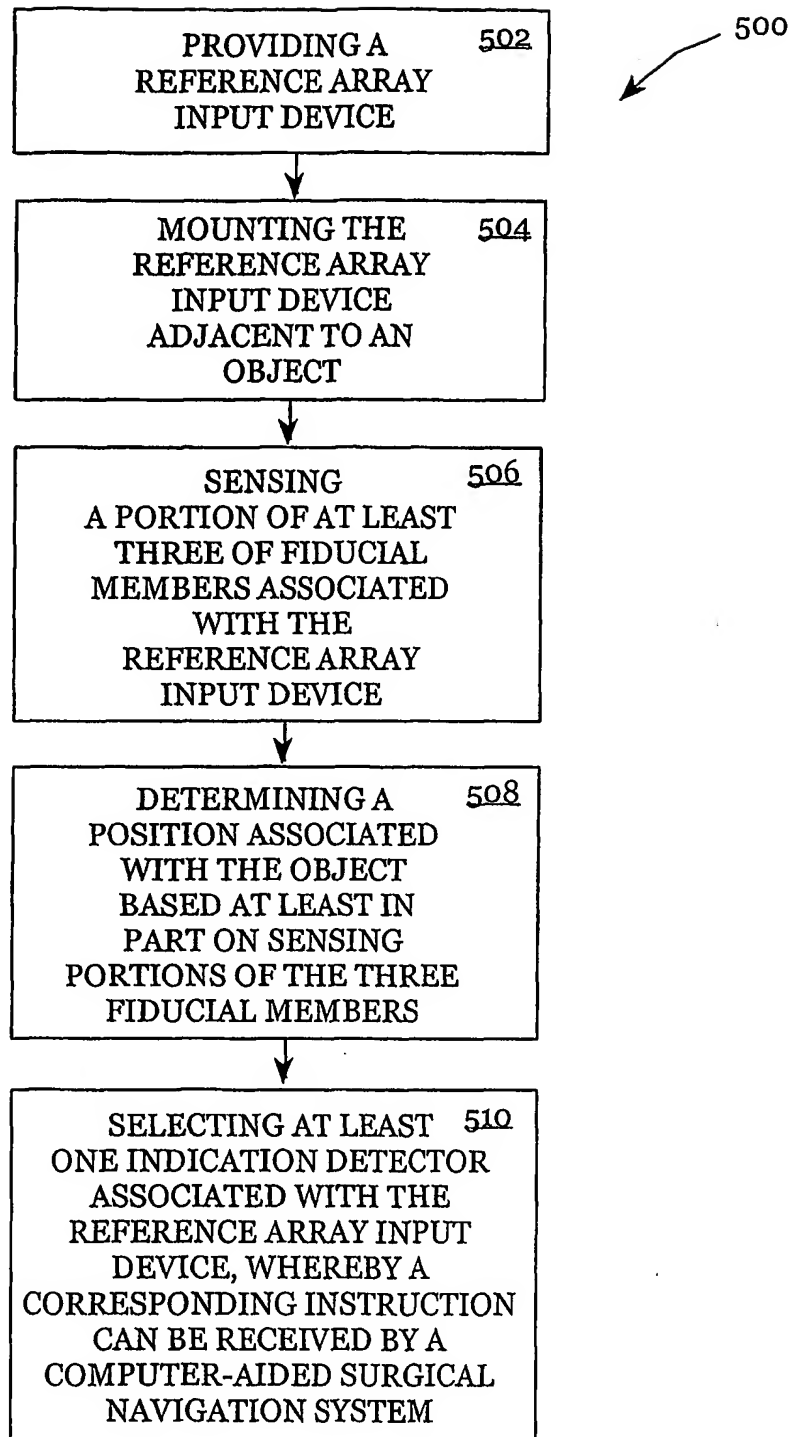 500
PROVIDING A 502
REFERENCE ARRAY
INPUT DEVICE
MOUNTING THE 504
REFERENCE ARRAY
INPUT DEVICE
ADJACENT TO AN
OBJECT
SENSING 506
A PORTION OF AT LEAST
THREE OF FIDUCIAL
MEMBERS ASSOCIATED
WITH THE
REFERENCE ARRAY
INPUT DEVICE
DETERMINING A 508
POSITION ASSOCIATED
WITH THE OBJECT
BASED AT LEAST IN
PART ON SENSING
PORTIONS OF THE THREE
FIDUCIAL MEMBERS
SELECTING AT LEAST 510
ONE INDICATION DETECTOR
ASSOCIATED WITH THE
REFERENCE ARRAY INPUT
DEVICE, WHEREBY A
CORRESPONDING INSTRUCTION
CAN BE RECEIVED BY A
COMPUTER-AIDED SURGICAL
NAVIGATION SYSTEM